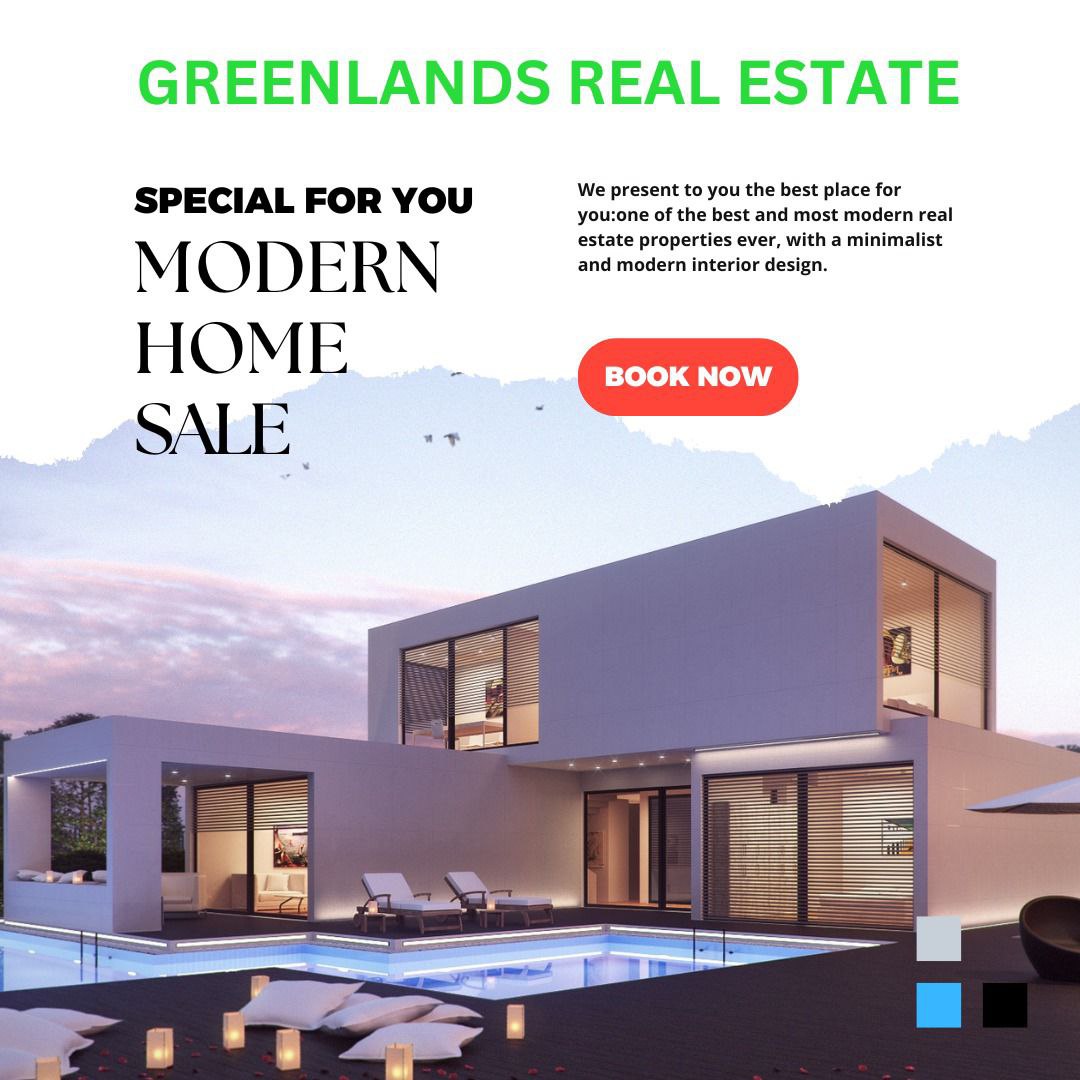 GREENLANDS REAL ESTATE
SPECIAL FOR YOU
MODERN
HOME
SALE
We present to you the best place for
you:one of the best and most modern real
estate properties ever, with a minimalist
and modern interior design.
BOOK NOW